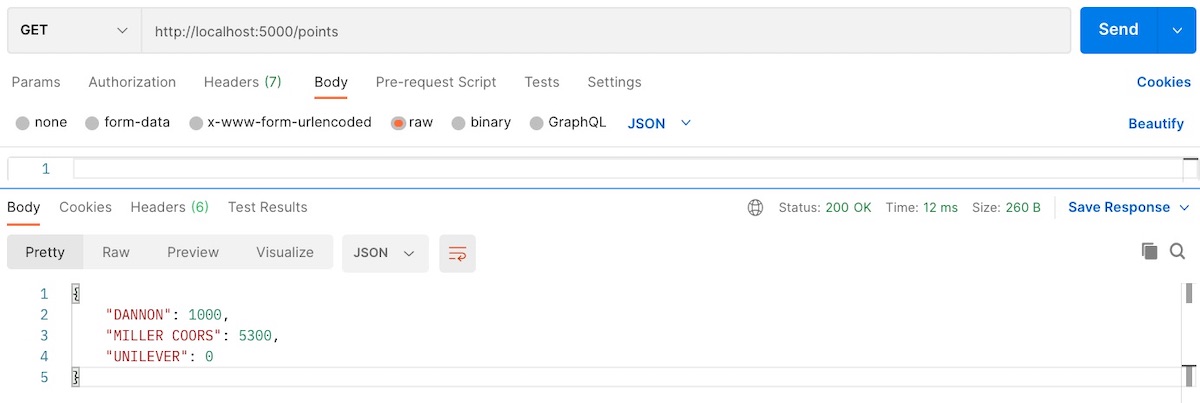 GET http://localhost:5000/points Send
Params Authorization Headers (7) Body Pre-request Script Tests Settings Cookies
none form-data x-www-form-urlencoded raw binary GraphQL JSON Beautify
1
Body Cookies Headers (6) Test Results Status: 200 OK Time: 12 ms Size: 260 B Save Response
Pretty Raw Preview Visualize JSON
1 {
2 "DANNON": 1000,
3 "MILLER COORS": 5300,
4 "UNILEVER": 0
5 }